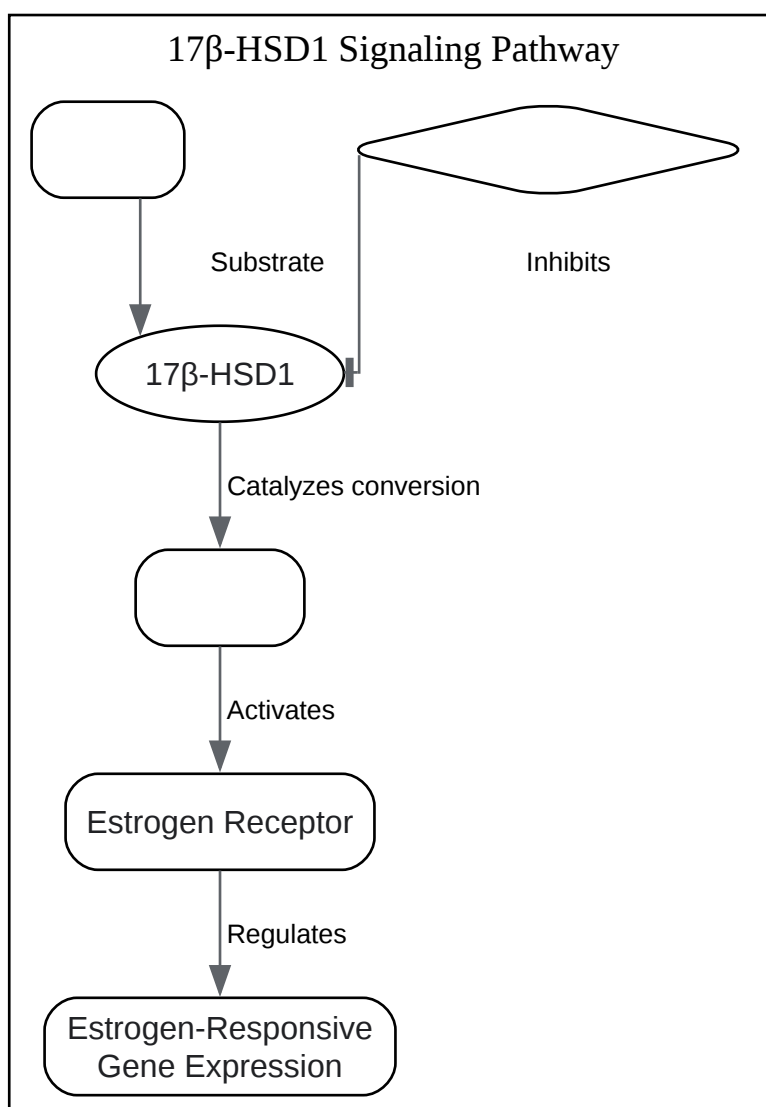 17β-HSD1 Signaling Pathway
Substrate
Inhibits
17β-HSD1
Catalyzes conversion
Activates
Estrogen Receptor
Regulates
Estrogen-Responsive
Gene Expression